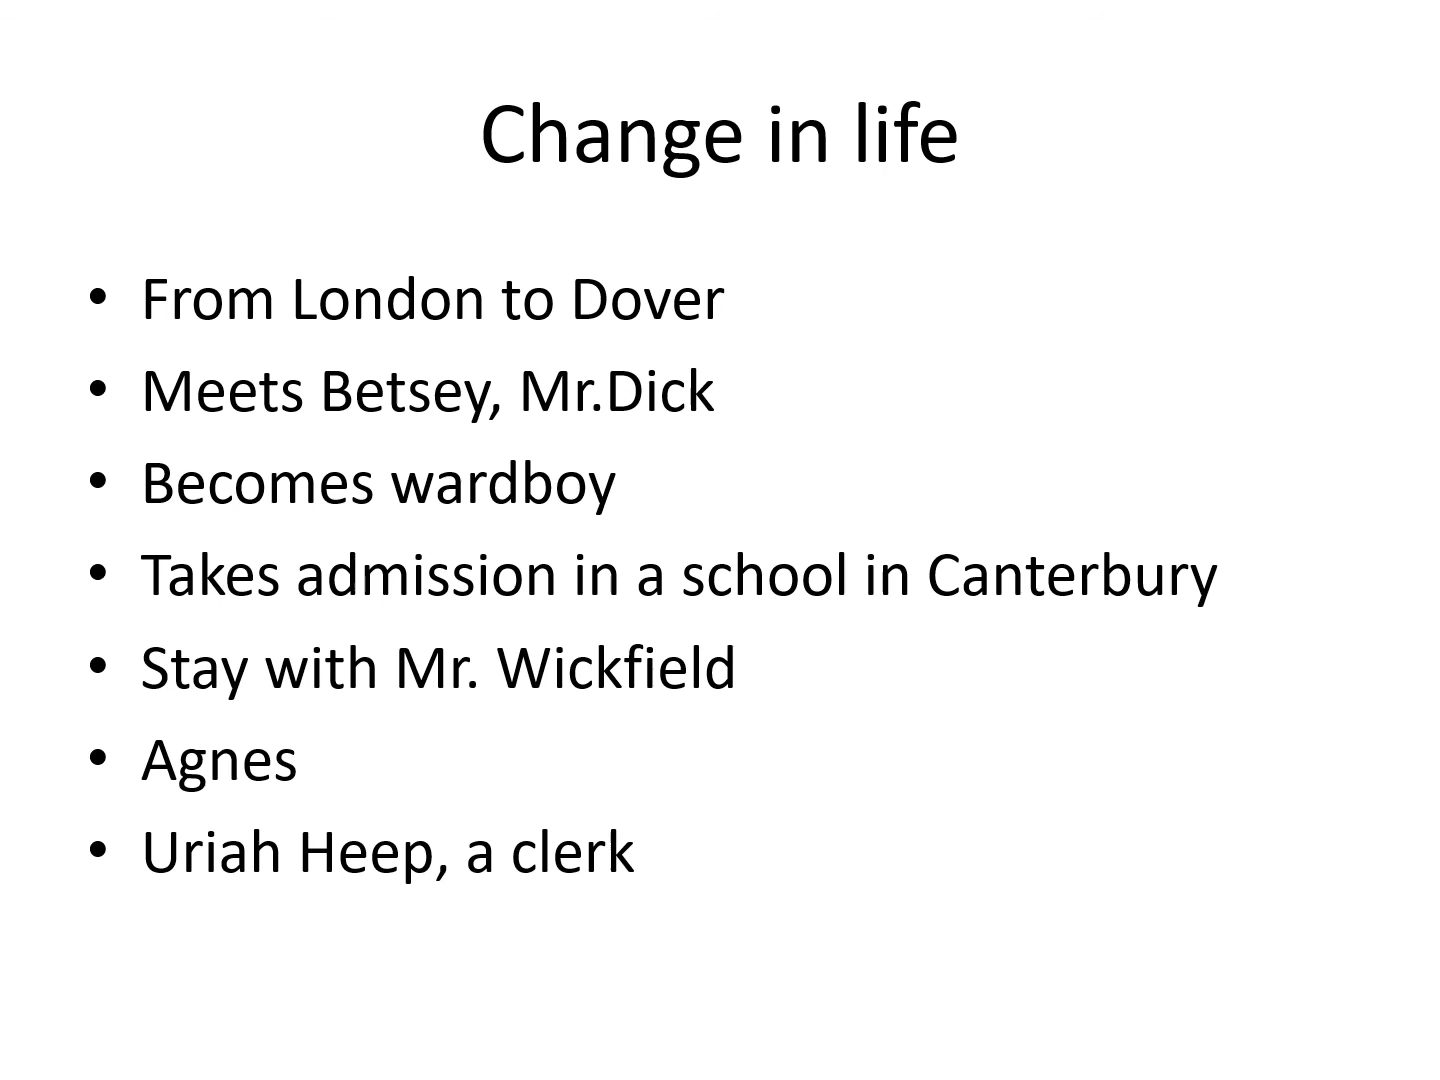 Change in life
• From London to Dover
• Meets Betsey, Mr.Dick
• Becomes wardboy
• Takes admission in a school in Canterbury
• Stay with Mr. Wickfield
• Agnes
• Uriah Heep, a clerk